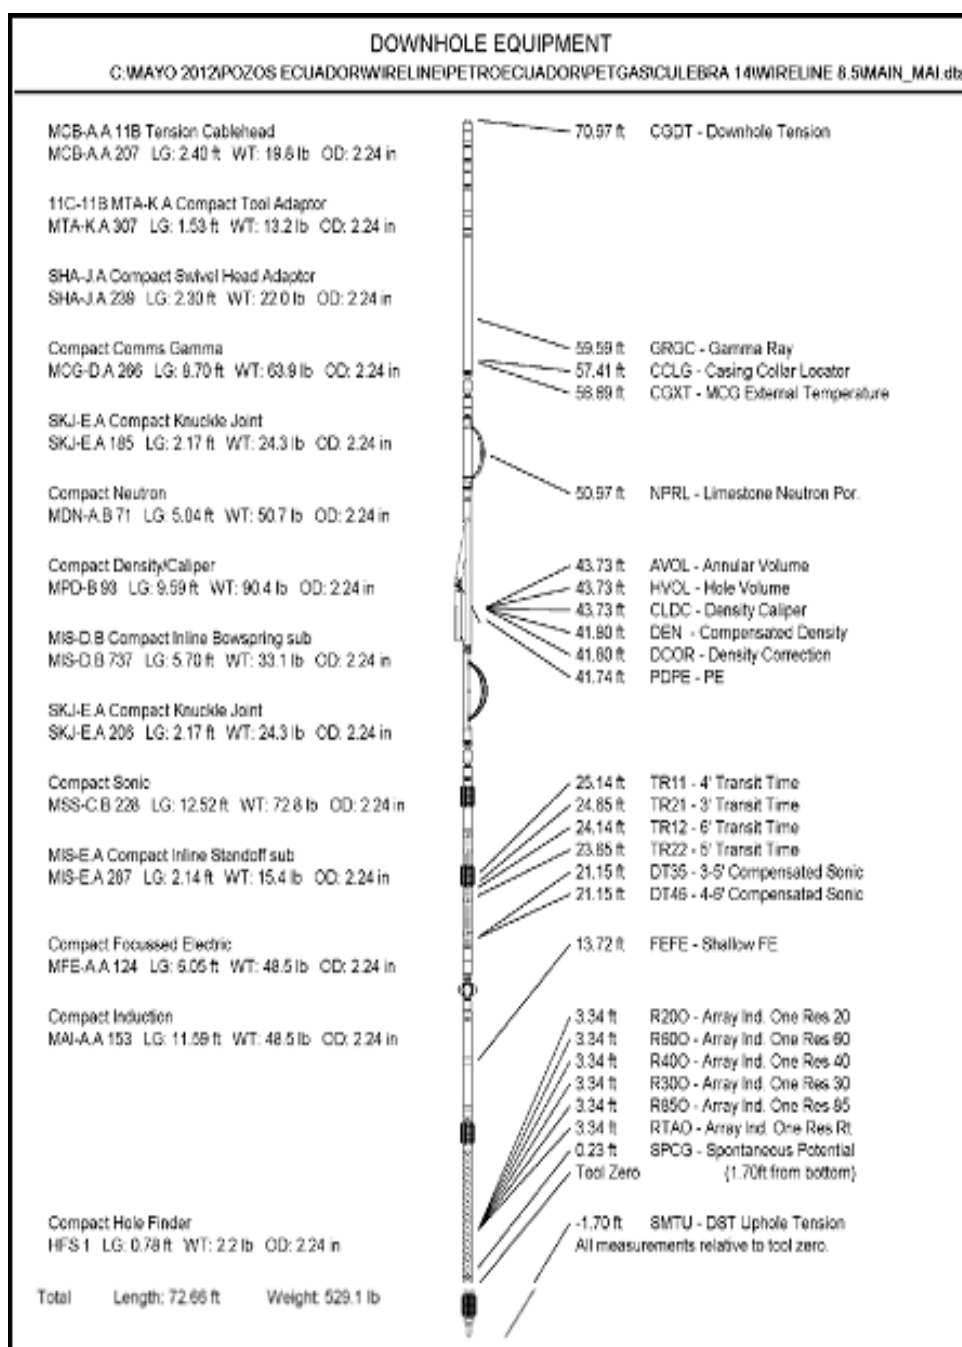 DOWNHOLE EQUIPMENT
C:\MAYO 2012\POZOS ECUADOR\WIRELINE\PETROECUADOR\PETGAS\CULEBRA 14\WIRELINE 8.5\MAIN_MAI.dta
MCB-A.A 11B Tension Cablehead
MCB-A.A 207 LG: 2.40 ft WT: 19.8 lb OD: 2.24 in
11C-11B MTA-K.A Compact Tool Adaptor
MTA-K.A 307 LG: 1.53 ft WT: 13.2 lb OD: 2.24 in
SHA-J.A Compact Swivel Head Adaptor
SHA-J.A 239 LG: 2.30 ft WT: 22.0 lb OD: 2.24 in
Compact Comms Gamma
MCG-D.A 266 LG: 8.70 ft WT: 63.9 lb OD: 2.24 in
SKJ-E.A Compact Knuckle Joint
SKJ-E.A 185 LG: 2.17 ft WT: 24.3 lb OD: 2.24 in
Compact Neutron
MDN-A.B 71 LG: 5.04 ft WT: 50.7 lb OD: 2.24 in
Compact Density/Caliper
MPD-B 93 LG: 9.59 ft WT: 90.4 lb OD: 2.24 in
MIS-D.B Compact Inline Bowspring sub
MIS-D.B 737 LG: 5.70 ft WT: 33.1 lb OD: 2.24 in
SKJ-E.A Compact Knuckle Joint
SKJ-E.A 206 LG: 2.17 ft WT: 24.3 lb OD: 2.24 in
Compact Sonic
MSS-C.B 228 LG: 12.52 ft WT: 72.8 lb OD: 2.24 in
MIS-E.A Compact Inline Standoff sub
MIS-E.A 287 LG: 2.14 ft WT: 15.4 lb OD: 2.24 in
Compact Focussed Electric
MFE-A.A 124 LG: 6.05 ft WT: 48.5 lb OD: 2.24 in
Compact Induction
MAI-A.A 153 LG: 11.59 ft WT: 48.5 lb OD: 2.24 in
Compact Hole Finder
HFS 1 LG: 0.78 ft WT: 2.2 lb OD: 2.24 in
Total Length: 72.66 ft Weight: 529.1 lb
70.97 ft CGDT - Downhole Tension
59.59 ft GRGC - Gamma Ray
57.41 ft CCLG - Casing Collar Locator
56.89 ft CGXT - MCG External Temperature
50.97 ft NPRL - Limestone Neutron Por.
43.73 ft AVOL - Annular Volume
43.73 ft HVOL - Hole Volume
43.73 ft CLDC - Density Caliper
41.80 ft DEN - Compensated Density
41.80 ft DCOR - Density Correction
41.74 ft PDPE - PE
25.14 ft TR11 - 4' Transit Time
24.65 ft TR21 - 3' Transit Time
24.14 ft TR12 - 6' Transit Time
23.65 ft TR22 - 5' Transit Time
21.15 ft DT35 - 3-5' Compensated Sonic
21.15 ft DT46 - 4-6' Compensated Sonic
13.72 ft FEFE - Shallow FE
3.34 ft R20O - Array Ind. One Res 20
3.34 ft R60O - Array Ind. One Res 60
3.34 ft R40O - Array Ind. One Res 40
3.34 ft R30O - Array Ind. One Res 30
3.34 ft R85O - Array Ind. One Res 85
3.34 ft RTAO - Array Ind. One Res Rt
0.23 ft SPCG - Spontaneous Potential
Tool Zero (1.70ft from bottom)
-1.70 ft SMTU - DST Uphole Tension
All measurements relative to tool zero.